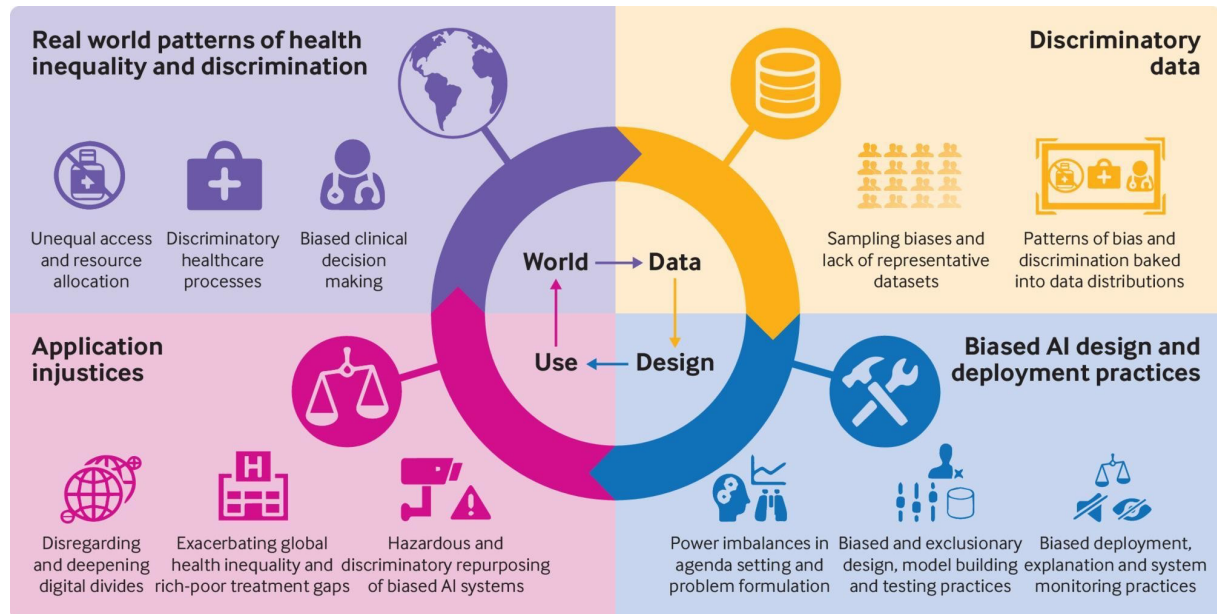 Real world patterns of health
inequality and discrimination
Unequal access
and resource
allocation
Discriminatory
healthcare
processes
Biased clinical
decision
making
Discriminatory
data
Sampling biases and
lack of representative
datasets
Patterns of bias and
discrimination baked
into data distributions
World
Data
Use
Design
Application
injustices
H
Disregarding
and deepening
digital divides
Exacerbating global
health inequality and
rich-poor treatment gaps
Hazardous and
discriminatory repurposing
of biased AI systems
Biased AI design and
deployment practices
Power imbalances in
agenda setting and
problem formulation
Biased and exclusionary
design, model building
and testing practices
Biased deployment,
explanation and system
monitoring practices